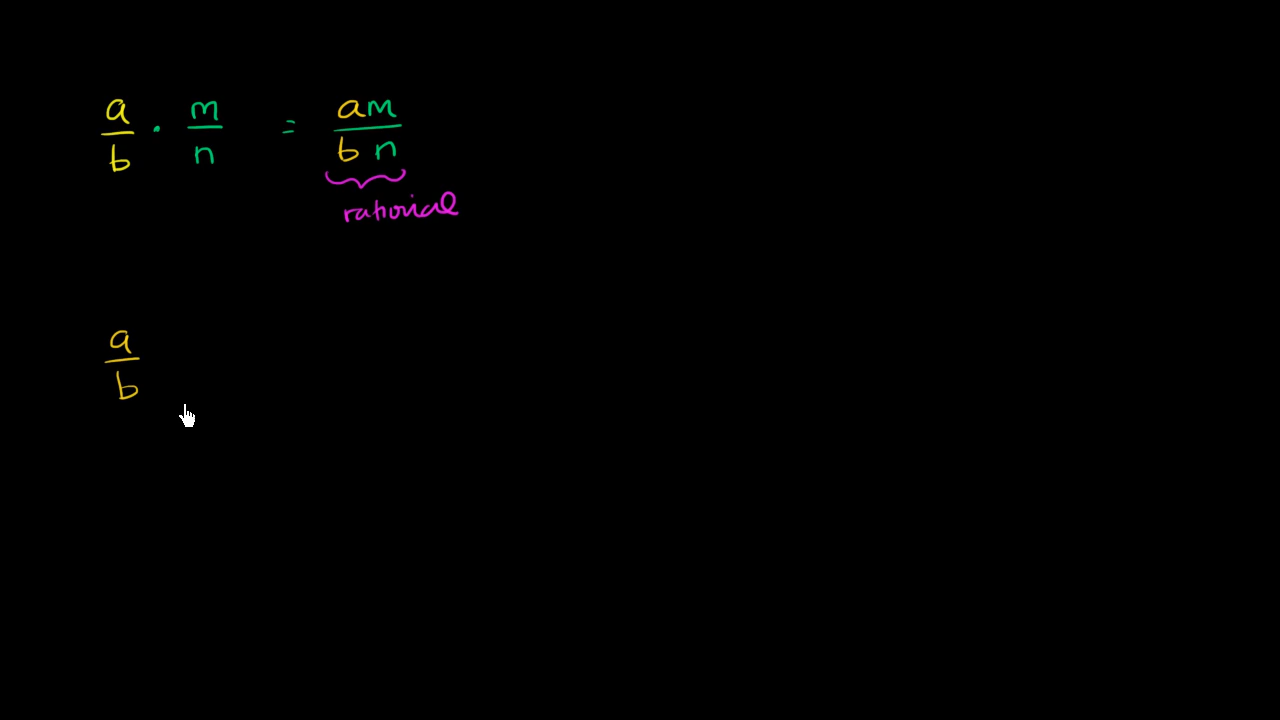 a/b · m/n = am/bn
rational
a/b